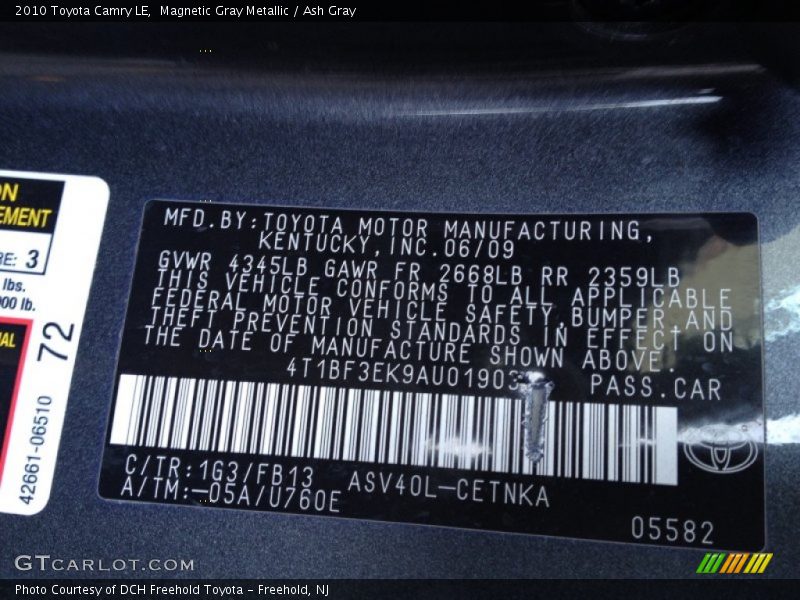 2010 Toyota Camry LE,  Magnetic Gray Metallic / Ash Gray
MFD.BY:TOYOTA MOTOR MANUFACTURING,
KENTUCKY,INC.06/09
GVWR 4345LB GAWR FR 2668LB RR 2359LB
THIS VEHICLE CONFORMS TO ALL APPLICABLE
FEDERAL MOTOR VEHICLE SAFETY,BUMPER AND
THEFT PREVENTION STANDARDS IN EFFECT ON
THE DATE OF MANUFACTURE SHOWN ABOVE.
PASS.CAR
C/TR:1G3/FB13
A/TM:-05A/U760E
ASV40L-CETNKA
05582
3
lbs.
lb.
72
42661-06510
GTCARLOT.COM
Photo Courtesy of DCH Freehold Toyota - Freehold, NJ